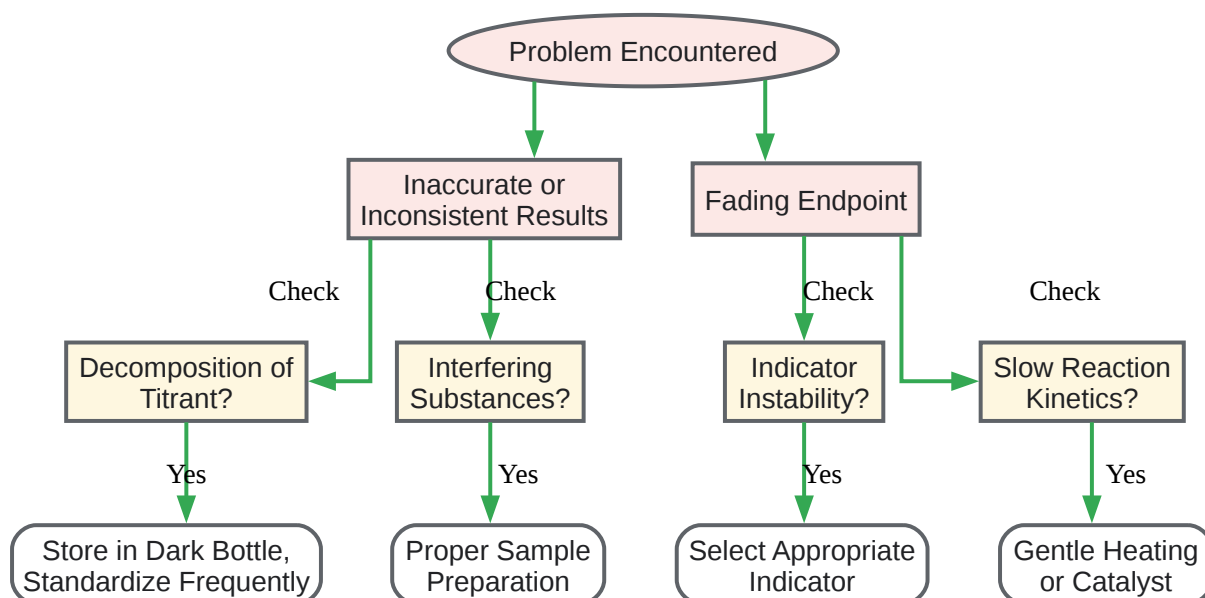 Problem Encountered
Inaccurate or
Inconsistent Results
Fading Endpoint
Check
Check
Check
Check
Decomposition of
Titrant?
Interfering
Substances?
Indicator
Instability?
Slow Reaction
Kinetics?
Yes
Yes
Yes
Yes
Store in Dark Bottle,
Standardize Frequently
Proper Sample
Preparation
Select Appropriate
Indicator
Gentle Heating
or Catalyst